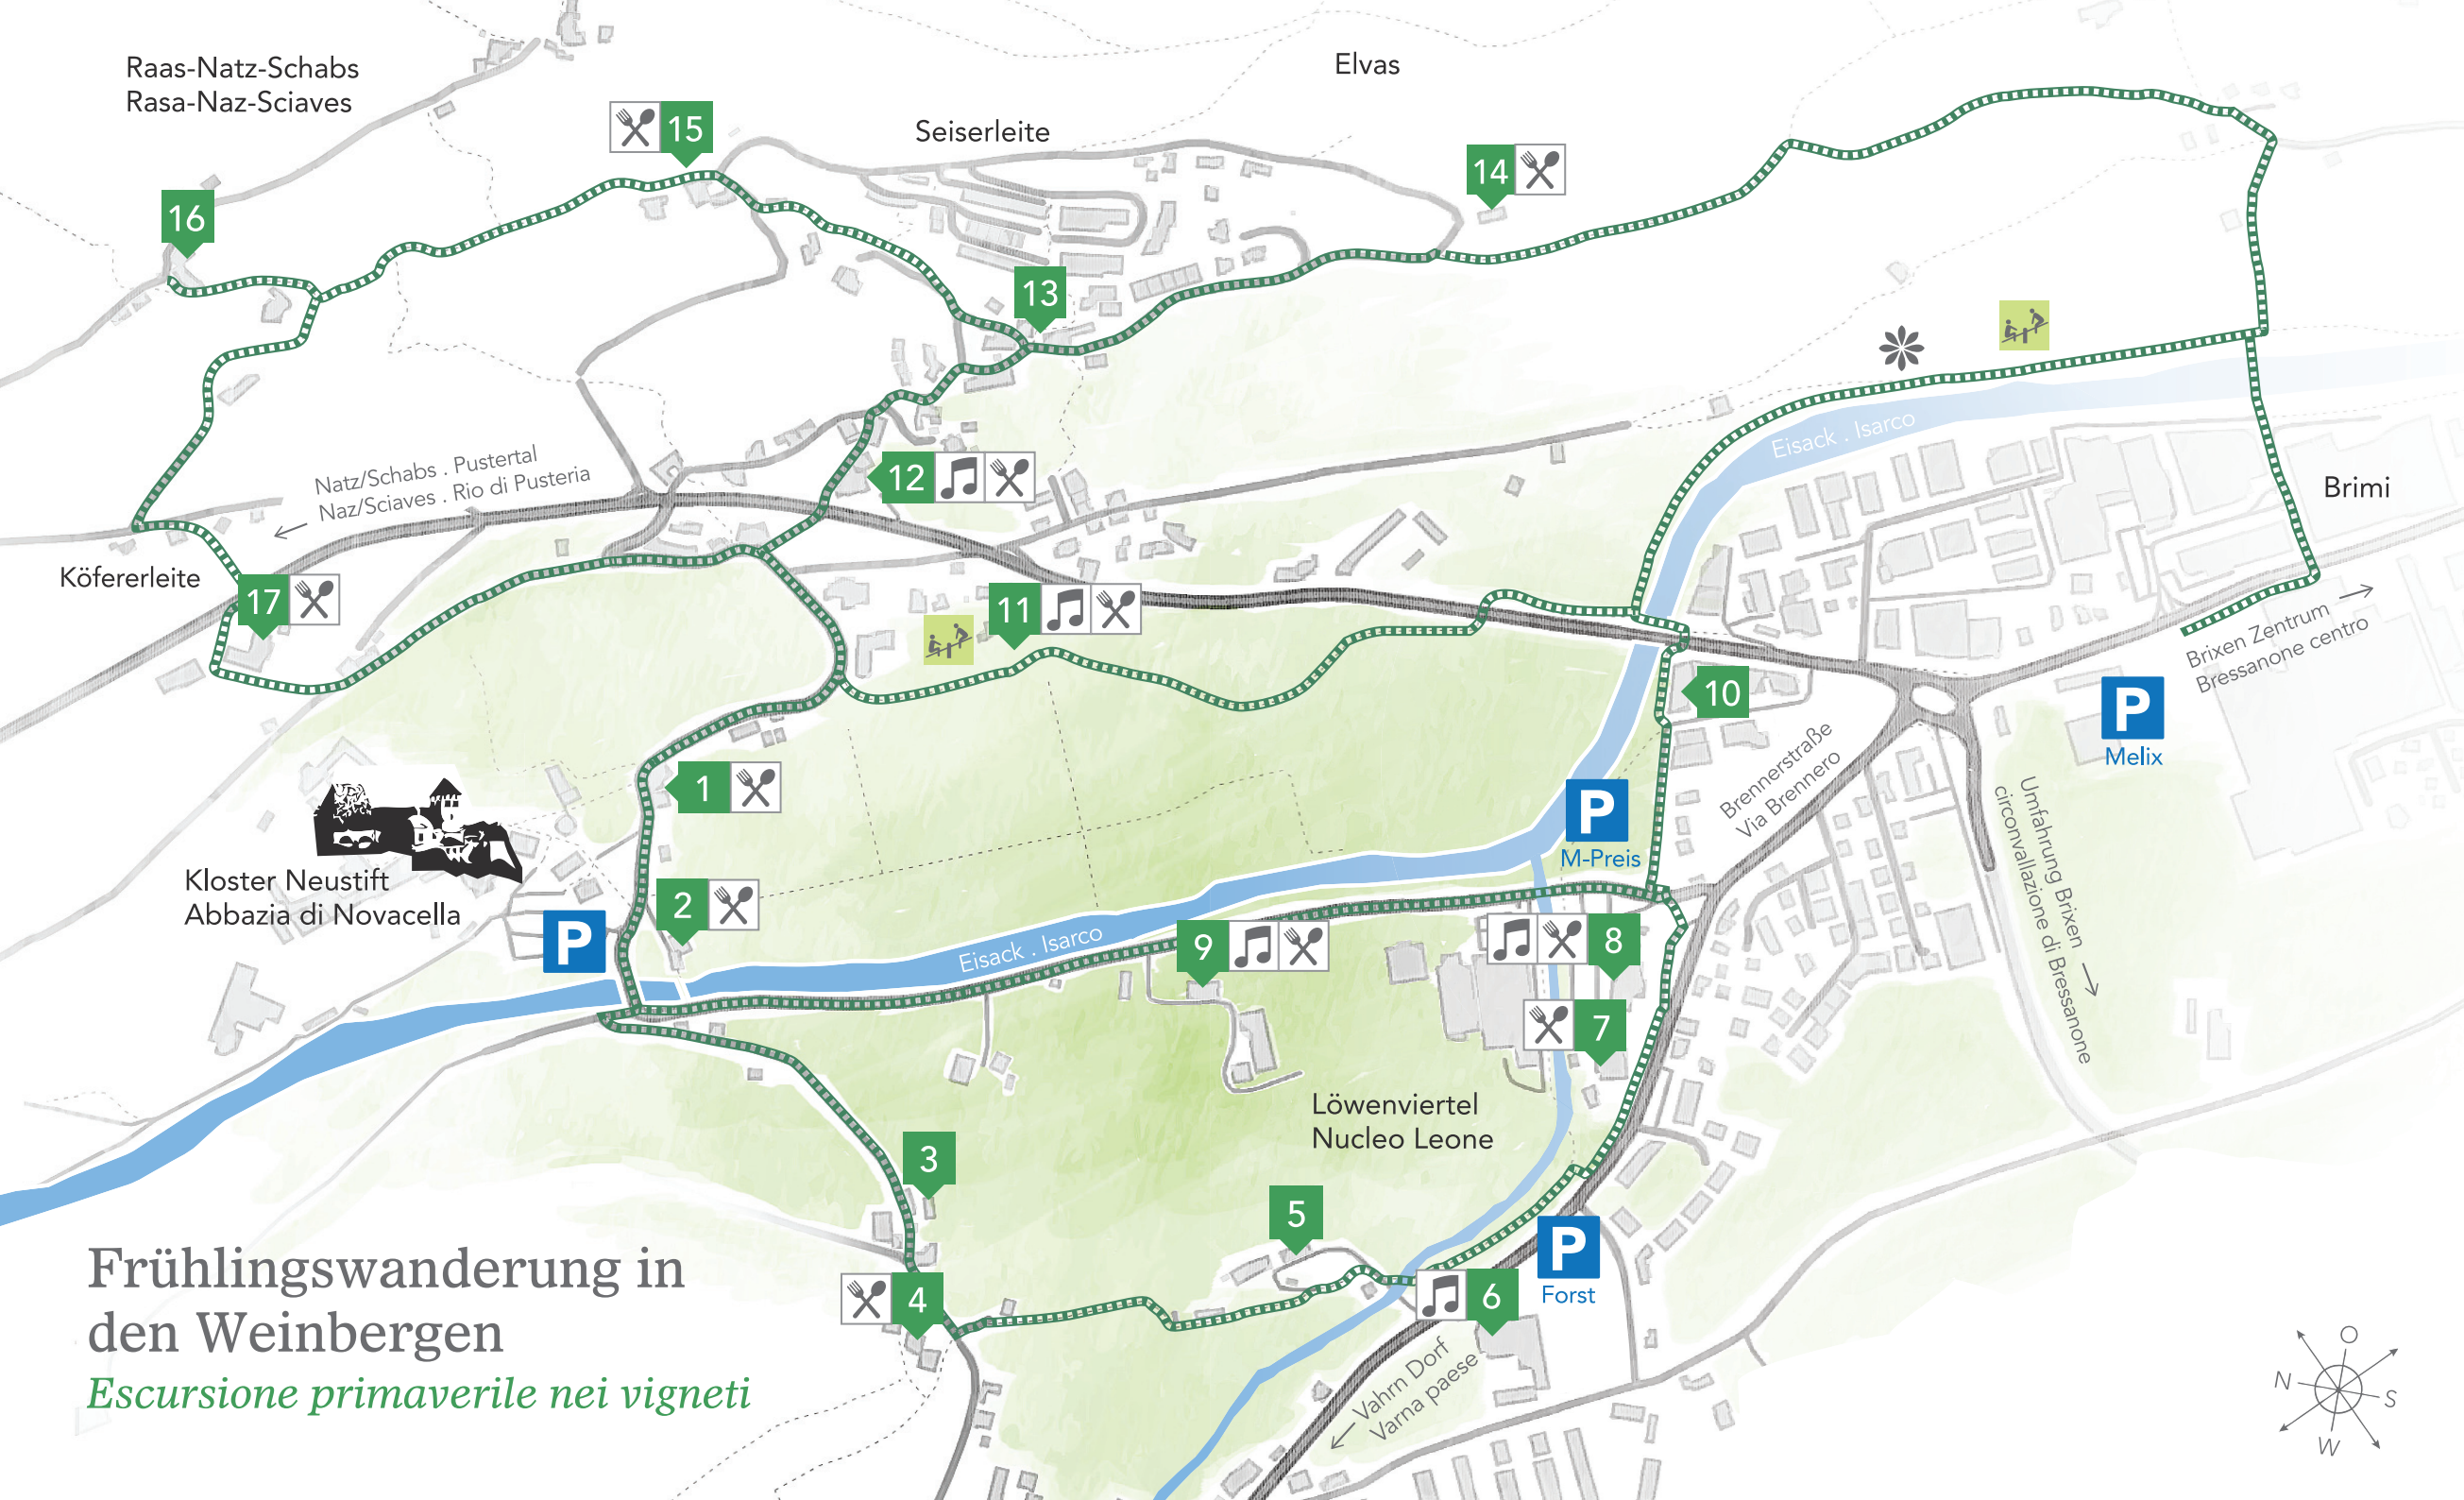 Raas-Natz-Schabs
Rasa-Naz-Sciaves
Elvas
Seiserleite
15
14
16
13
Natz/Schabs . Pustertal
Naz/Sciaves . Rio di Pusteria
12
Eisack . Isarco
Brimi
Köfererleite
17
11
Brixen Zentrum
Bressanone centro
10
P
Melix
Brennerstraße
Via Brennero
1
P
M-Preis
Umfahrung Brixen
circonvallazione di Bressanone
Kloster Neustift
Abbazia di Novacella
2
P
Eisack . Isarco
9
8
7
Löwenviertel
Nucleo Leone
3
5
P
Forst
4
6
Vahrn Dorf
Varna paese
Frühlingswanderung in
den Weinbergen
Escursione primaverile nei vigneti
O
N
S
W